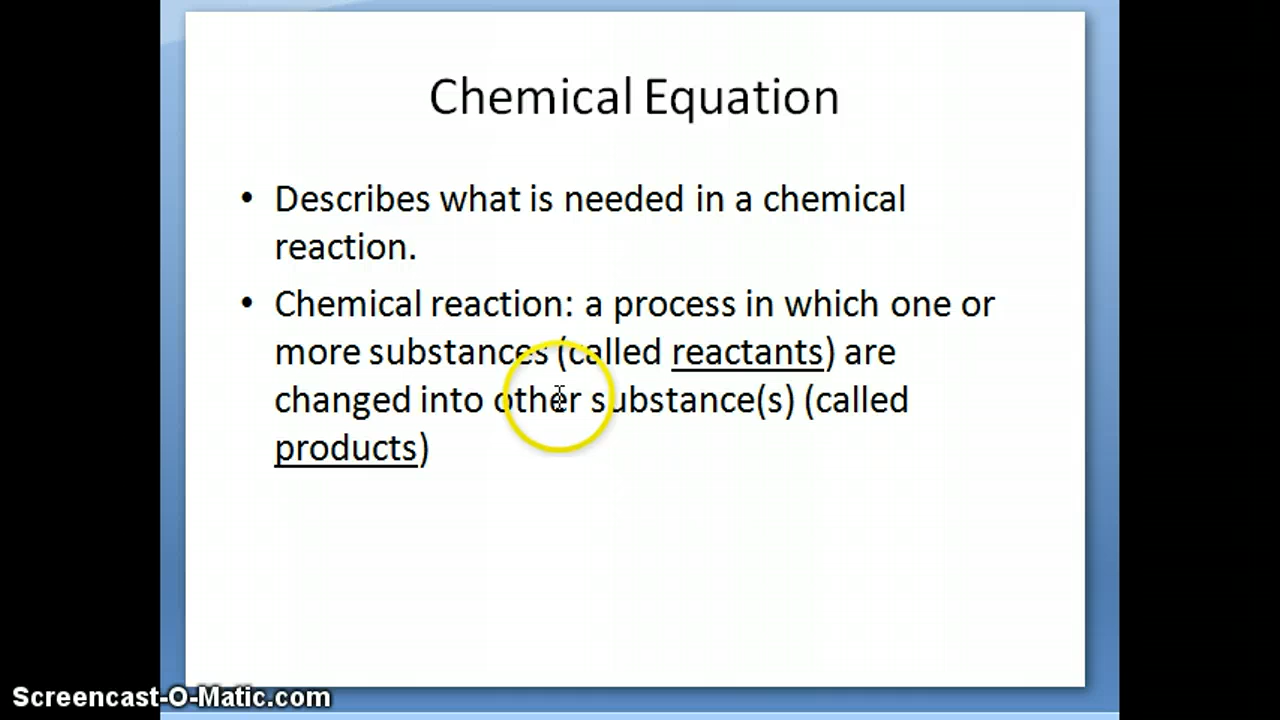 Chemical Equation
• Describes what is needed in a chemical
reaction.
• Chemical reaction: a process in which one or
more substances (called reactants) are
changed into other substance(s) (called
products)
Screencast-O-Matic.com